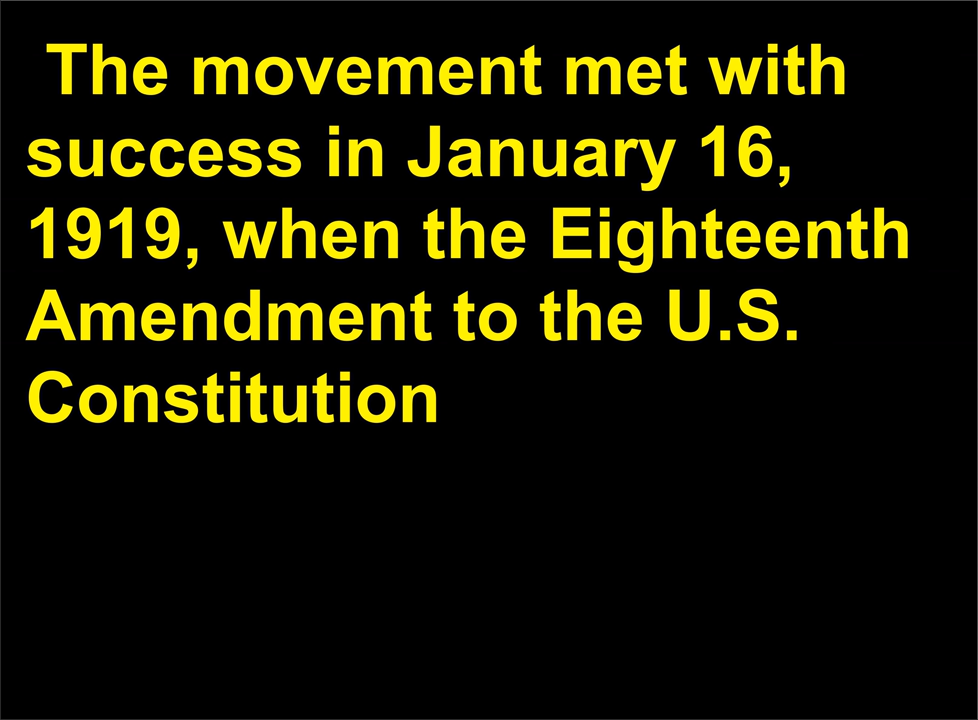 The movement met with
success in January 16,
1919, when the Eighteenth
Amendment to the U.S.
Constitution